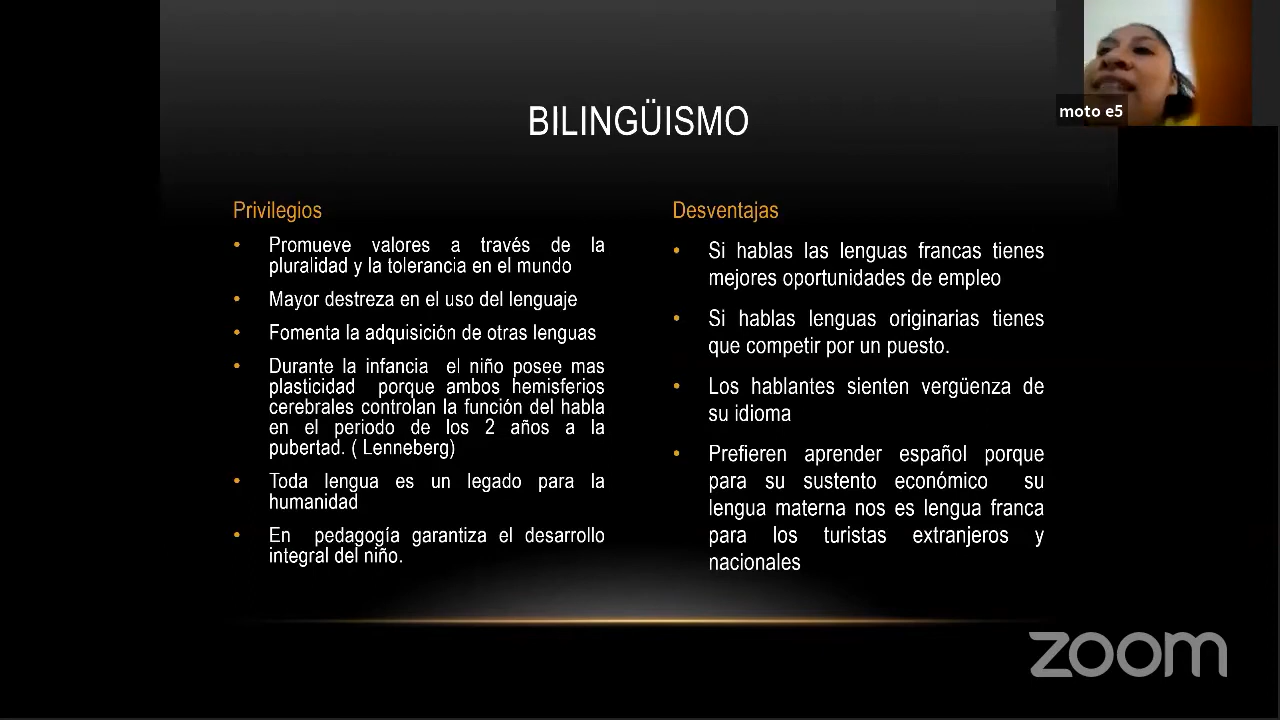 BILINGÜISMO
moto e5
Privilegios
• Promueve valores a través de la
pluralidad y la tolerancia en el mundo
• Mayor destreza en el uso del lenguaje
• Fomenta la adquisición de otras lenguas
• Durante la infancia el niño posee mas
plasticidad porque ambos hemisferios
cerebrales controlan la función del habla
en el periodo de los 2 años a la
pubertad. ( Lenneberg)
• Toda lengua es un legado para la
humanidad
• En pedagogía garantiza el desarrollo
integral del niño.
Desventajas
• Si hablas las lenguas francas tienes
mejores oportunidades de empleo
• Si hablas lenguas originarias tienes
que competir por un puesto.
• Los hablantes sienten vergüenza de
su idioma
• Prefieren aprender español porque
para su sustento económico su
lengua materna nos es lengua franca
para los turistas extranjeros y
nacionales
zoom